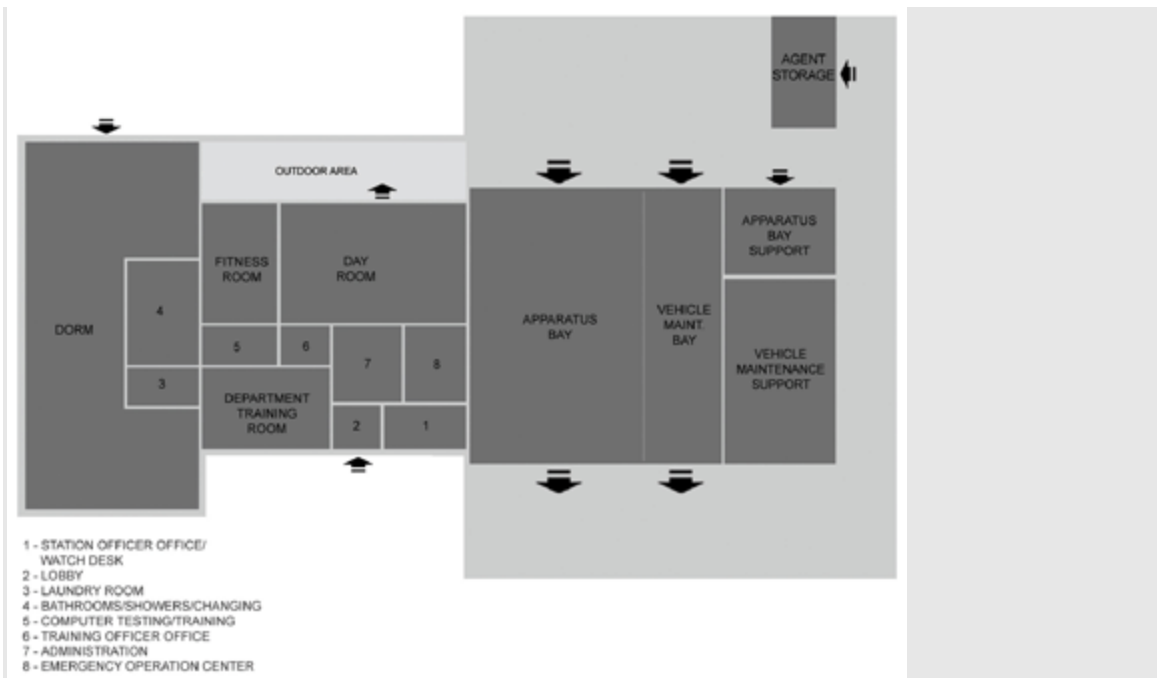 AGENT
STORAGE
OUTDOOR AREA
APPARATUS
BAY
SUPPORT
FITNESS
ROOM
DAY
ROOM
4
DORM
APPARATUS
BAY
VEHICLE
MAINT.
BAY
5
6
7
8
VEHICLE
MAINTENANCE
SUPPORT
3
DEPARTMENT
TRAINING
ROOM
2
1
1 - STATION OFFICER OFFICE/
WATCH DESK
2 - LOBBY
3 - LAUNDRY ROOM
4 - BATHROOMS/SHOWERS/CHANGING
5 - COMPUTER TESTING/TRAINING
6 - TRAINING OFFICER OFFICE
7 - ADMINISTRATION
8 - EMERGENCY OPERATION CENTER